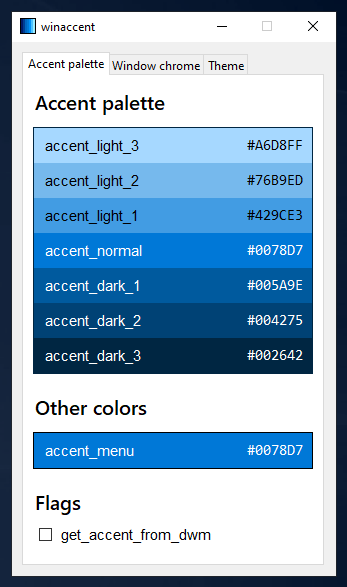 winaccent
Accent palette Window chrome Theme
Accent palette
accent_light_3 #A6D8FF
accent_light_2 #76B9ED
accent_light_1 #429CE3
accent_normal #0078D7
accent_dark_1 #005A9E
accent_dark_2 #004275
accent_dark_3 #002642
Other colors
accent_menu #0078D7
Flags
get_accent_from_dwm